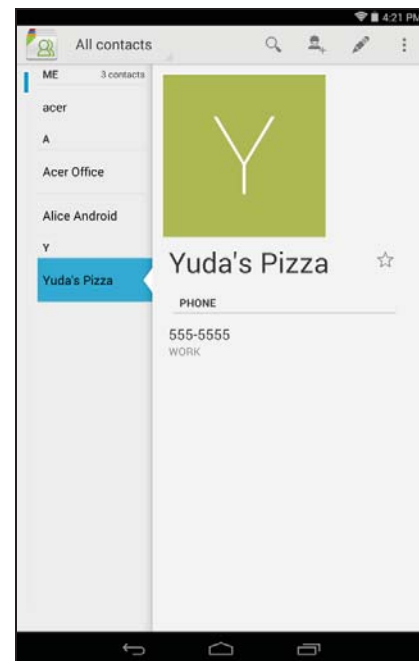 4:21 PM
All contacts
ME 3 contacts
acer
A
Acer Office
Alice Android
Y
Yuda's Pizza
Y
Yuda's Pizza
PHONE
555-5555
WORK